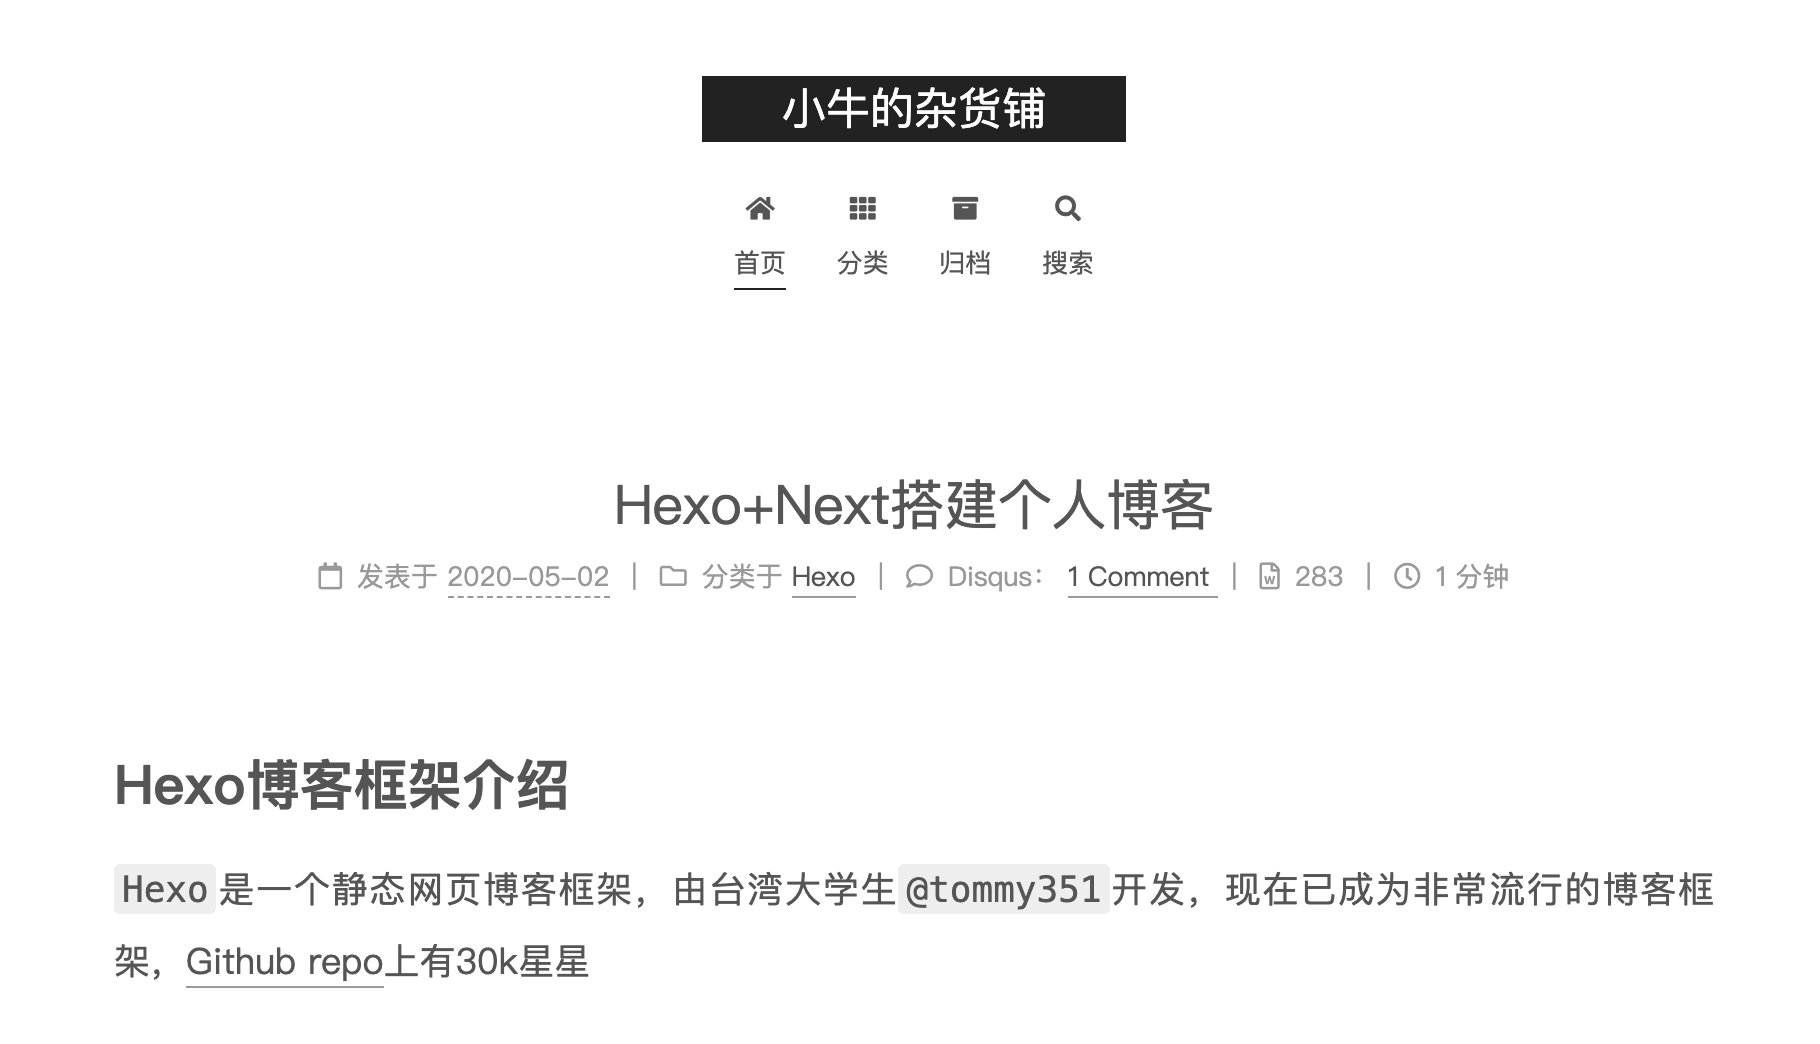 小牛的杂货铺
首页 分类 归档 搜索
Hexo+Next搭建个人博客
发表于 2020-05-02 | 分类于 Hexo | Disqus： 1 Comment | 283 | 1 分钟
Hexo博客框架介绍
Hexo是一个静态网页博客框架，由台湾大学生@tommy351开发，现在已成为非常流行的博客框
架，Github repo上有30k星星